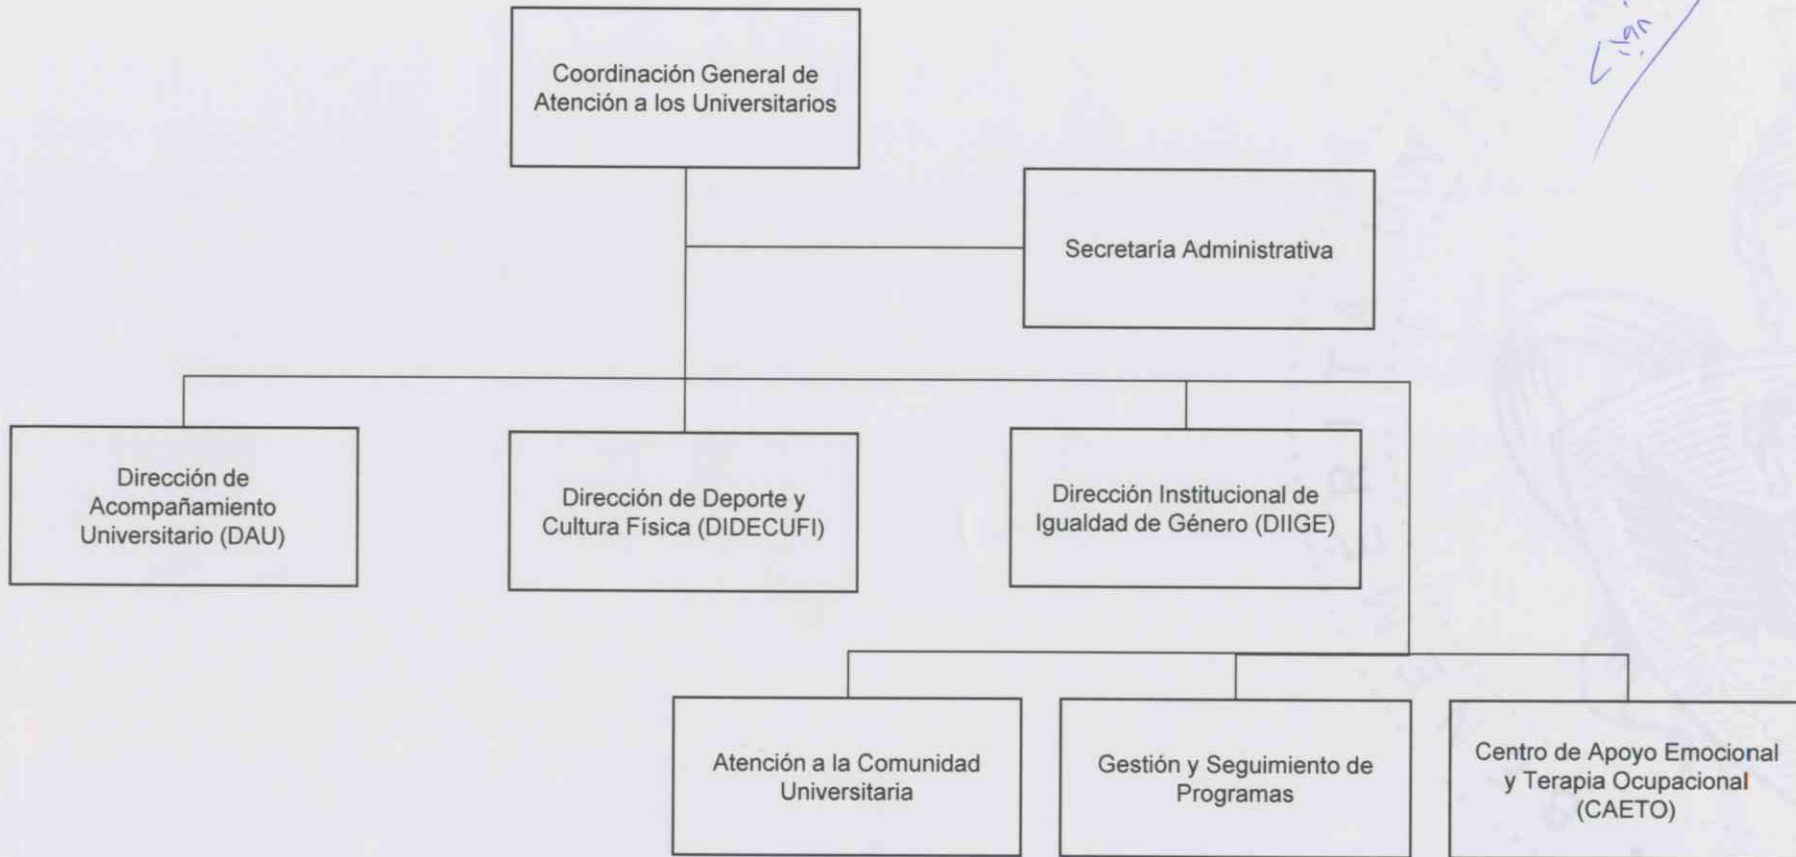 Coordinación General de
Atención a los Universitarios
Secretaría Administrativa
Dirección de
Acompañamiento
Universitario (DAU)
Dirección de Deporte y
Cultura Física (DIDECUFI)
Dirección Institucional de
Igualdad de Género (DIIGE)
Atención a la Comunidad
Universitaria
Gestión y Seguimiento de
Programas
Centro de Apoyo Emocional
y Terapia Ocupacional
(CAETO)